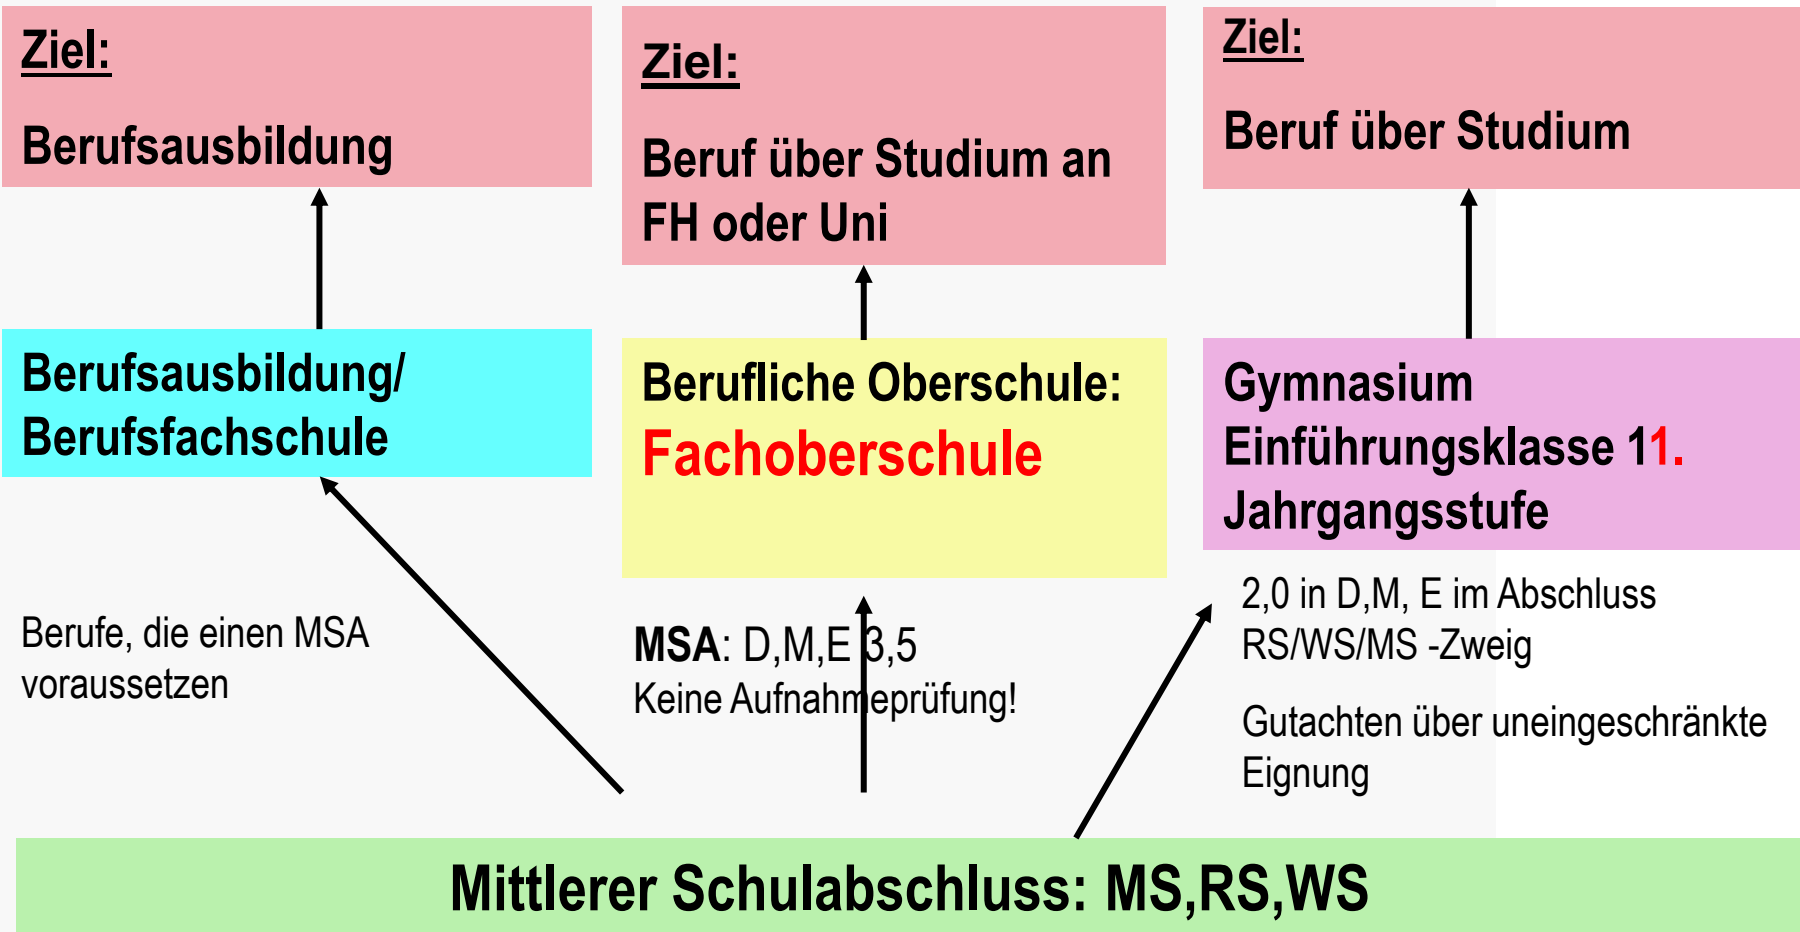 Ziel:
Berufsausbildung
Ziel:
Beruf über Studium an
FH oder Uni
Ziel:
Beruf über Studium
Berufsausbildung/
Berufsfachschule
Berufliche Oberschule:
Fachoberschule
Gymnasium
Einführungsklasse 11.
Jahrgangsstufe
Berufe, die einen MSA
voraussetzen
MSA: D,M,E 3,5
Keine Aufnahmeprüfung!
2,0 in D,M, E im Abschluss
RS/WS/MS -Zweig
Gutachten über uneingeschränkte
Eignung
Mittlerer Schulabschluss: MS,RS,WS